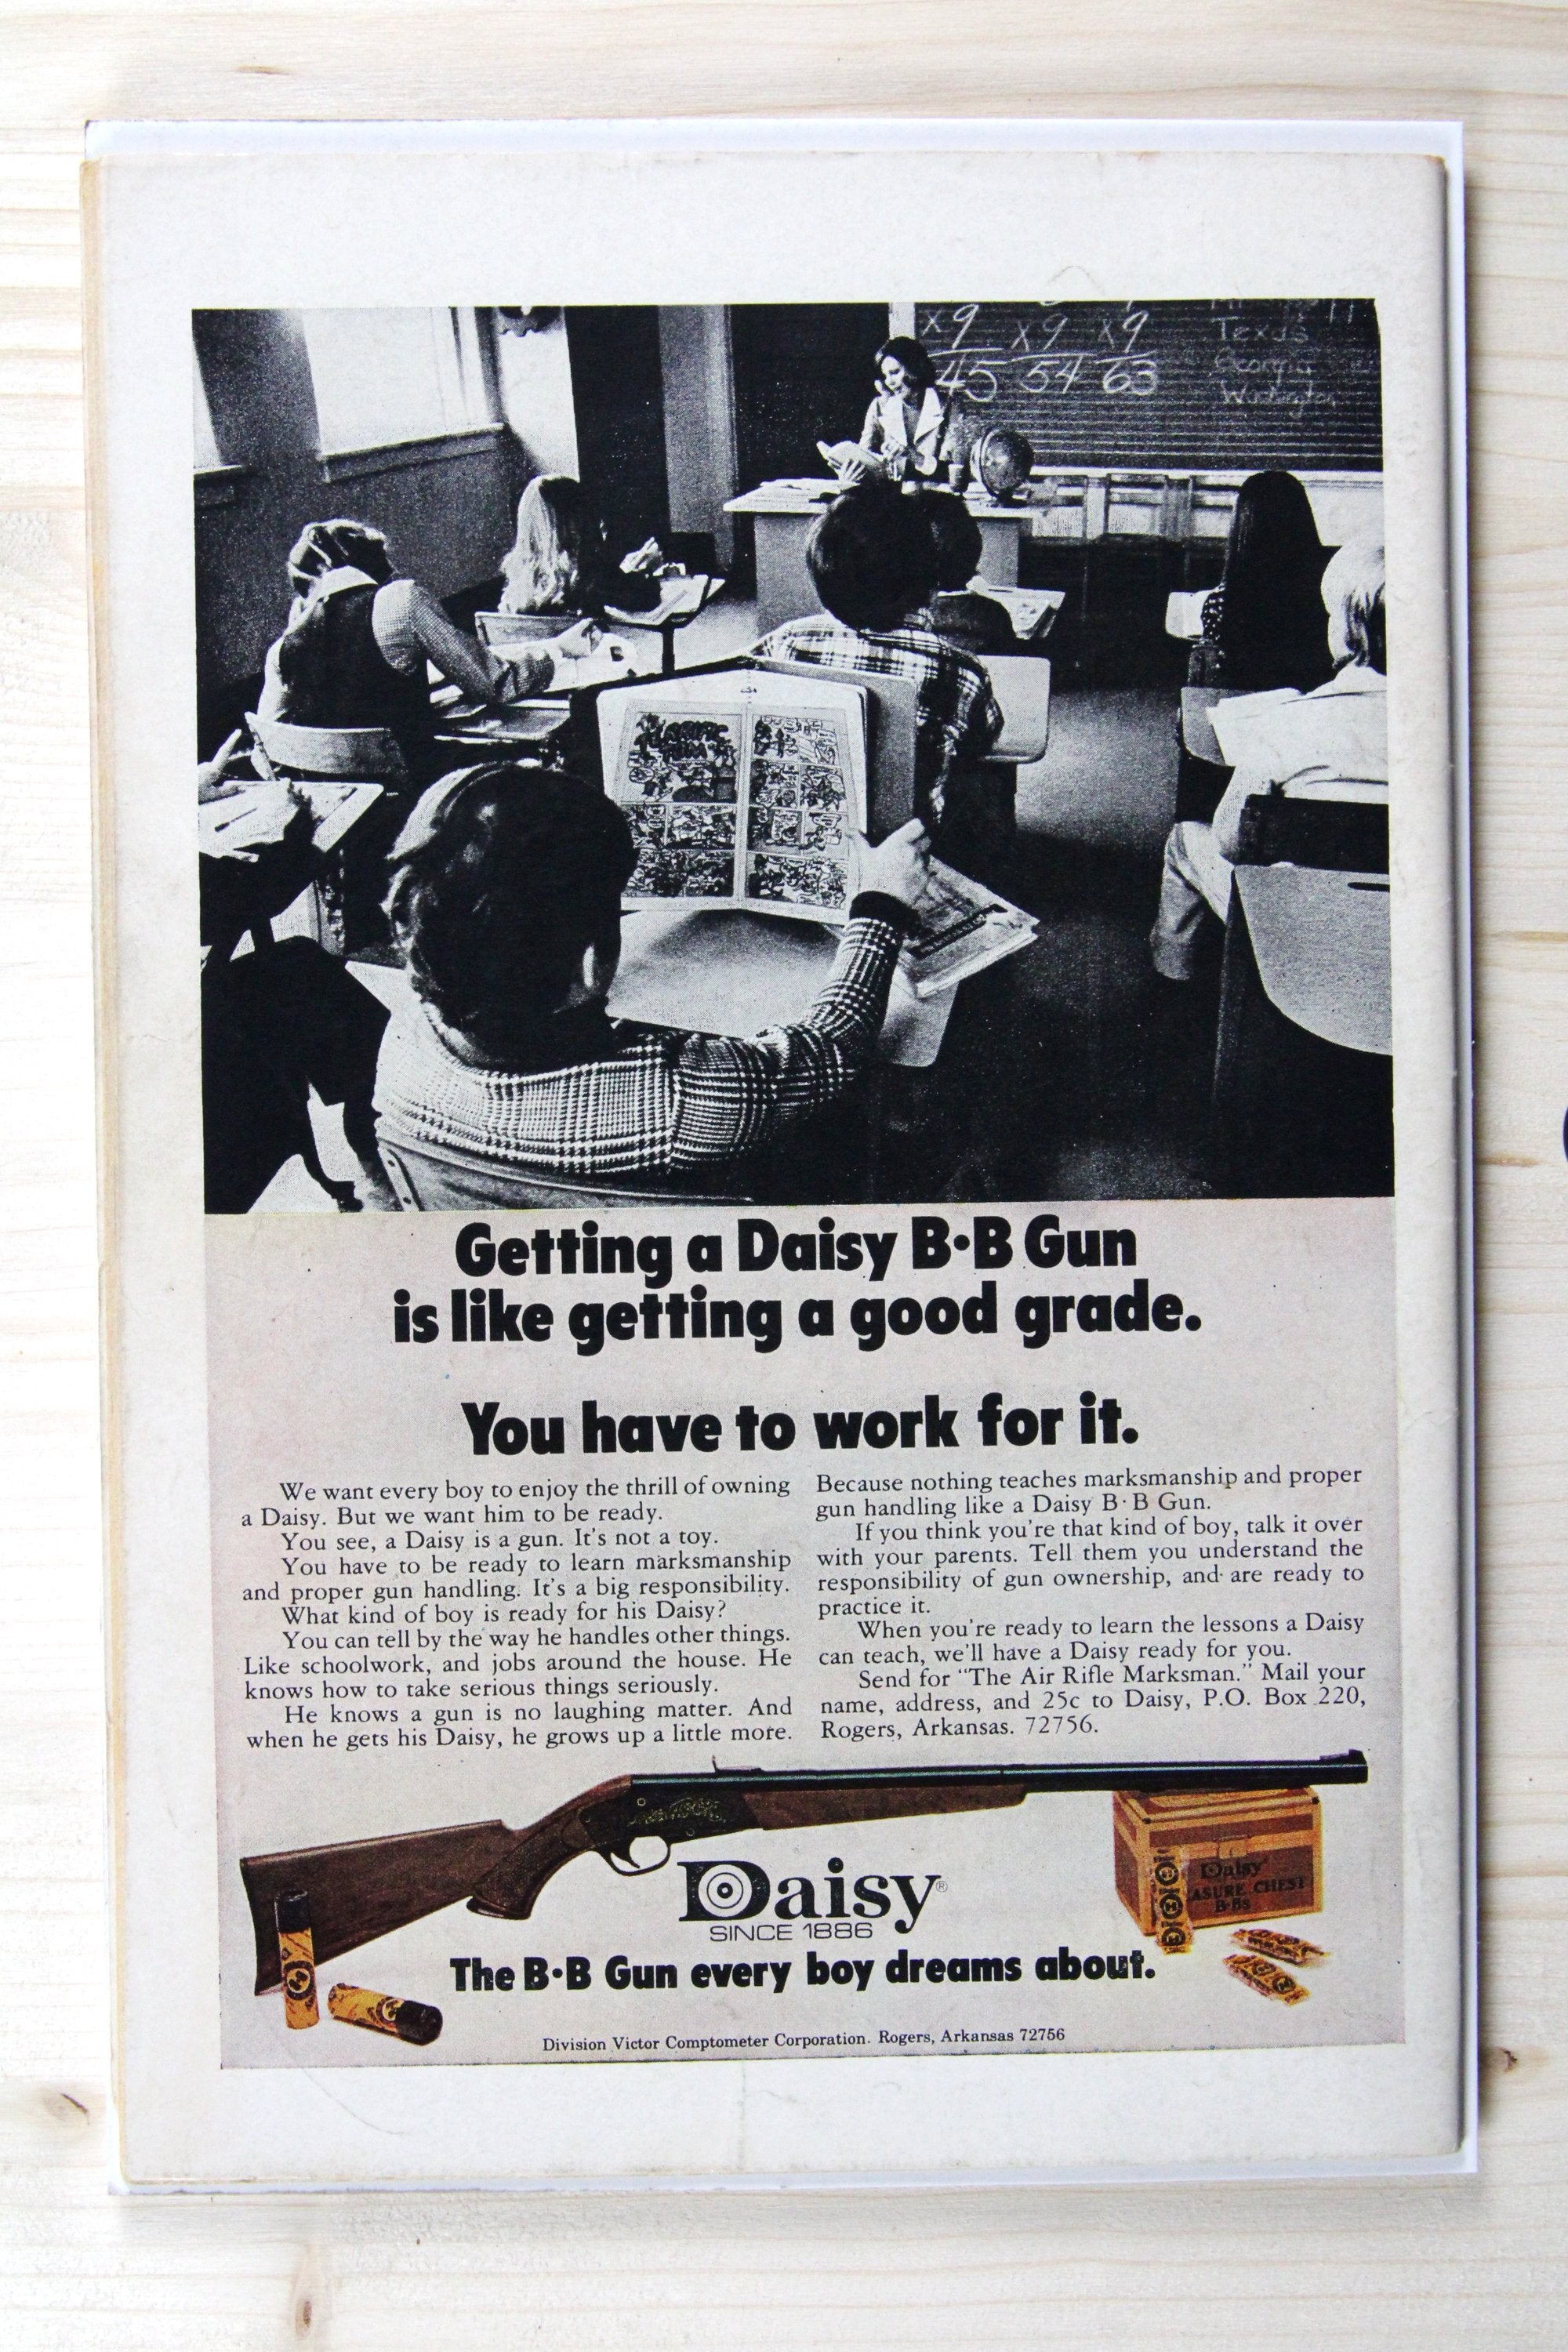 x9 x9 x9
45 54 63
Texas
Georgia
Washington
Getting a Daisy B·B Gun
is like getting a good grade.
You have to work for it.
We want every boy to enjoy the thrill of owning
a Daisy. But we want him to be ready.
You see, a Daisy is a gun. It's not a toy.
You have to be ready to learn marksmanship
and proper gun handling. It's a big responsibility.
What kind of boy is ready for his Daisy?
You can tell by the way he handles other things.
Like schoolwork, and jobs around the house. He
knows how to take serious things seriously.
He knows a gun is no laughing matter. And
when he gets his Daisy, he grows up a little more.
Because nothing teaches marksmanship and proper
gun handling like a Daisy B·B Gun.
If you think you're that kind of boy, talk it over
with your parents. Tell them you understand the
responsibility of gun ownership, and are ready to
practice it.
When you're ready to learn the lessons a Daisy
can teach, we'll have a Daisy ready for you.
Send for "The Air Rifle Marksman." Mail your
name, address, and 25c to Daisy, P.O. Box 220,
Rogers, Arkansas. 72756.
Daisy®
SINCE 1886
The B·B Gun every boy dreams about.
Daisy
ASURE CHEST
B·Bs
Division Victor Comptometer Corporation. Rogers, Arkansas 72756